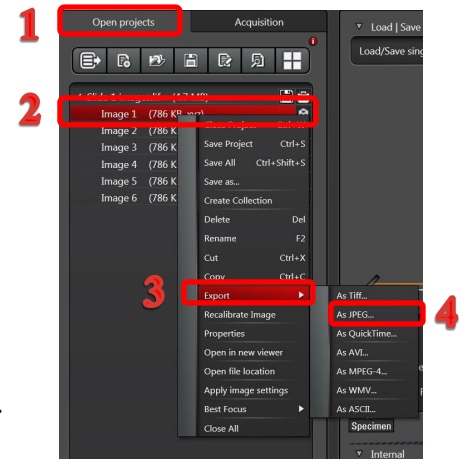 1
Open projects
Acquisition
Load | Save
Load/Save sing
2
Image 1 (786 KB, xyz)
Image 2 (786 K
Image 3 (786 K
Image 4 (786 K
Image 5 (786 K
Image 6 (786 K
Save Project Ctrl+S
Save All Ctrl+Shift+S
Save as...
Create Collection
Delete Del
Rename F2
Cut Ctrl+X
Copy Ctrl+C
3
Export
Recalibrate Image
Properties
Open in new viewer
Open file location
Apply image settings
Best Focus
Close All
As Tiff...
As JPEG...
4
As QuickTime...
As AVI...
As MPEG-4...
As WMV...
As ASCII...
Specimen
Internal